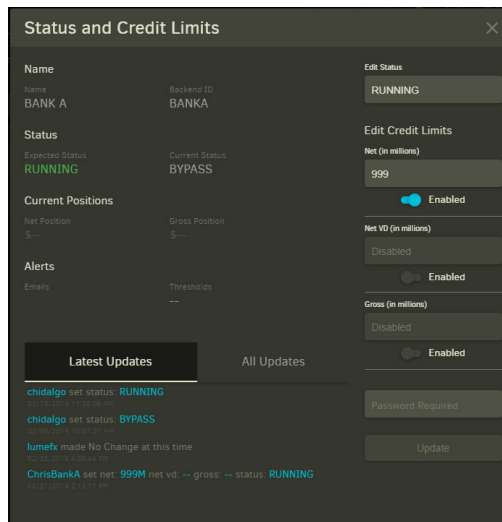 Status and Credit Limits
Name
Name Backend ID
BANK A BANKA
Status
Expected Status Current Status
RUNNING BYPASS
Current Positions
Net Position Gross Position
$-- $--
Alerts
Emails Thresholds
--
Latest Updates All Updates
chidalgo set status: RUNNING
chidalgo set status: BYPASS
lumefx made No Change at this time
ChrisBankA set net: 999M net vd: -- gross: -- status: RUNNING
Edit Status
RUNNING
Edit Credit Limits
Net (in millions)
999
Enabled
Net VD (in millions)
Disabled
Enabled
Gross (in millions)
Disabled
Enabled
Password Required
Update